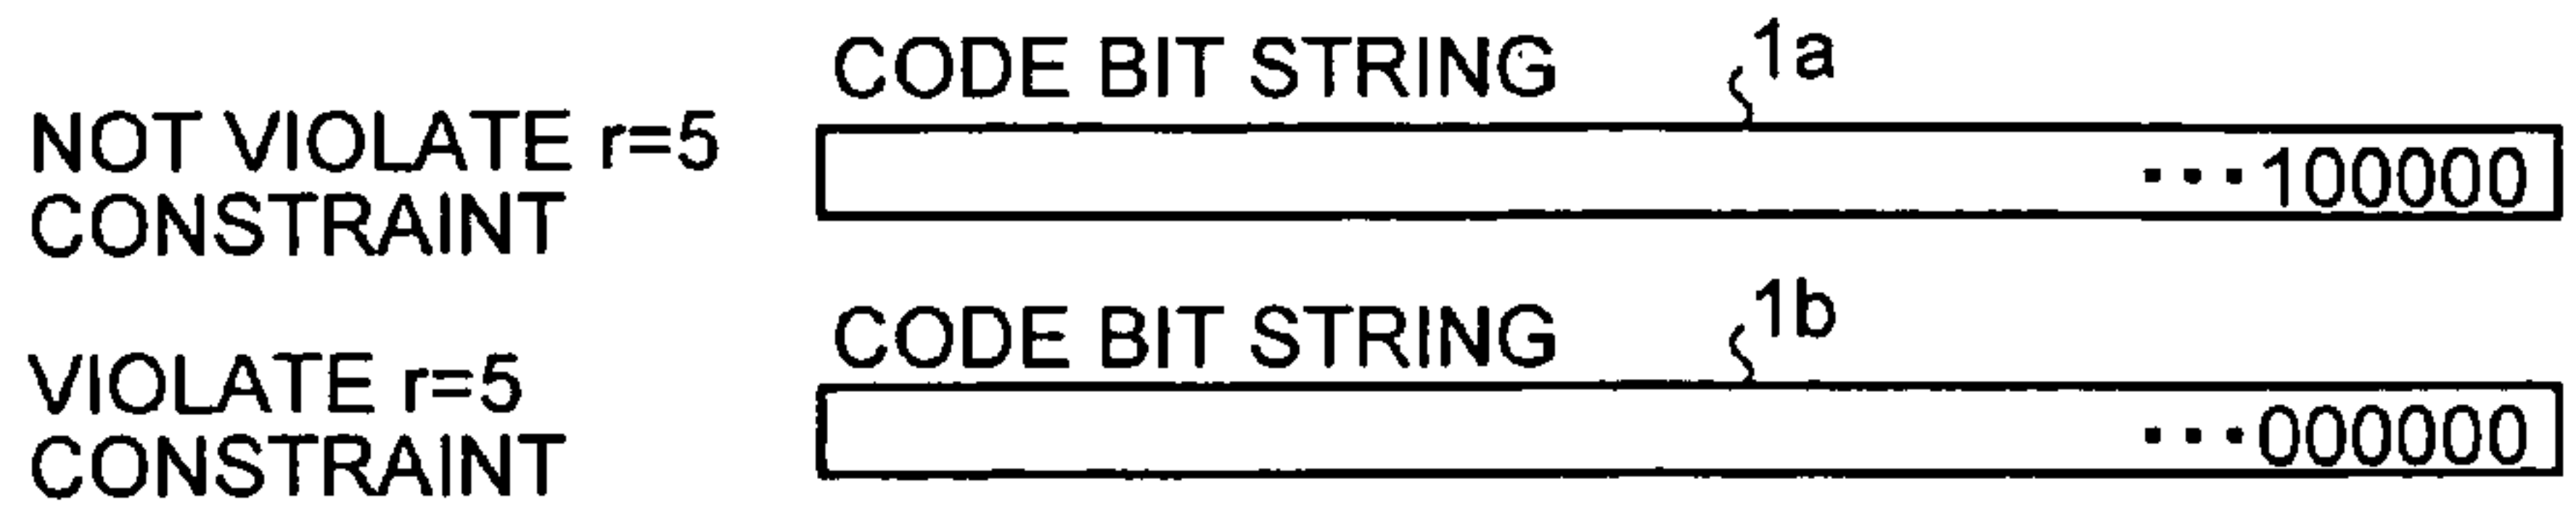 CODE BIT STRING 1a
NOT VIOLATE r=5
CONSTRAINT
···100000
CODE BIT STRING 1b
VIOLATE r=5
CONSTRAINT
···000000